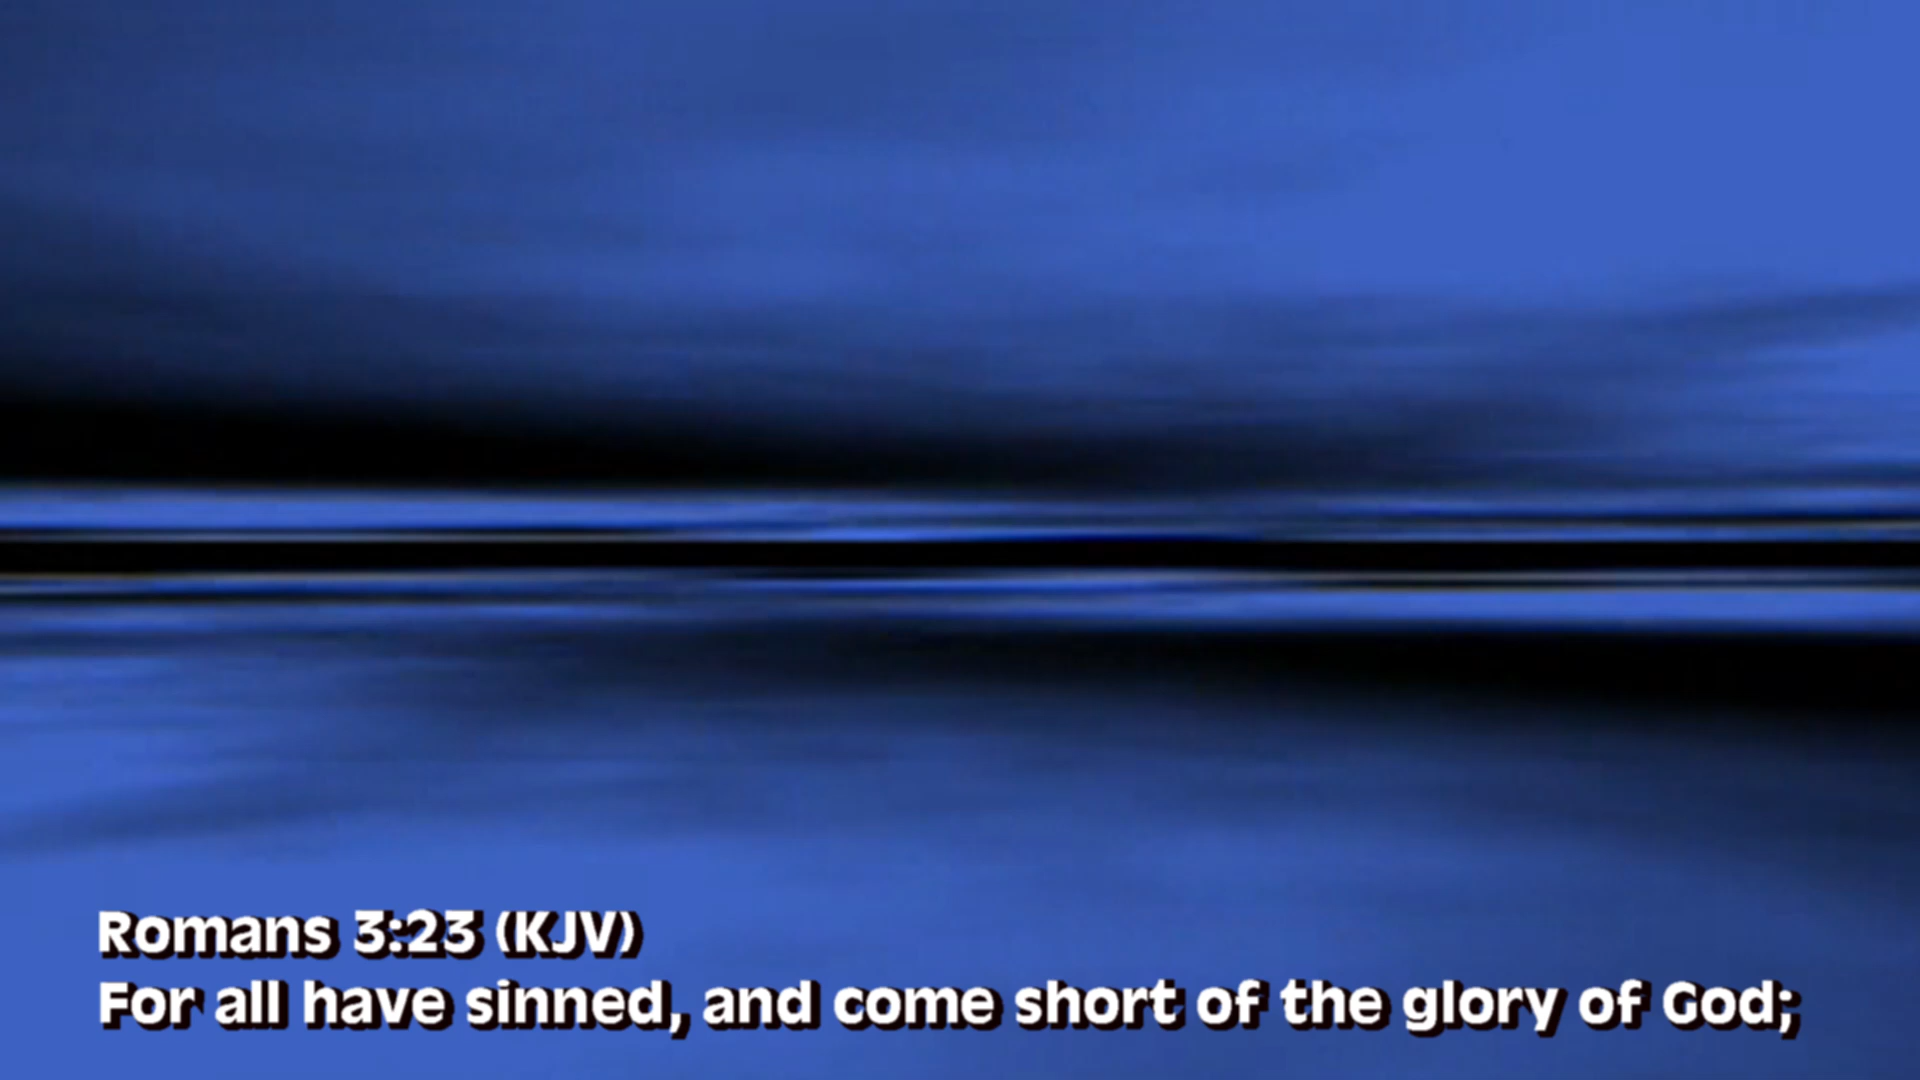 Romans 3:23 (KJV)
For all have sinned, and come short of the glory of God;